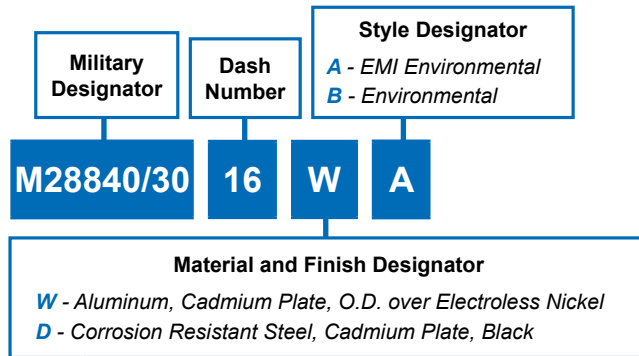 Style Designator
A - EMI Environmental
B - Environmental
Military
Designator
Dash
Number
M28840/30 16 W A
Material and Finish Designator
W - Aluminum, Cadmium Plate, O.D. over Electroless Nickel
D - Corrosion Resistant Steel, Cadmium Plate, Black